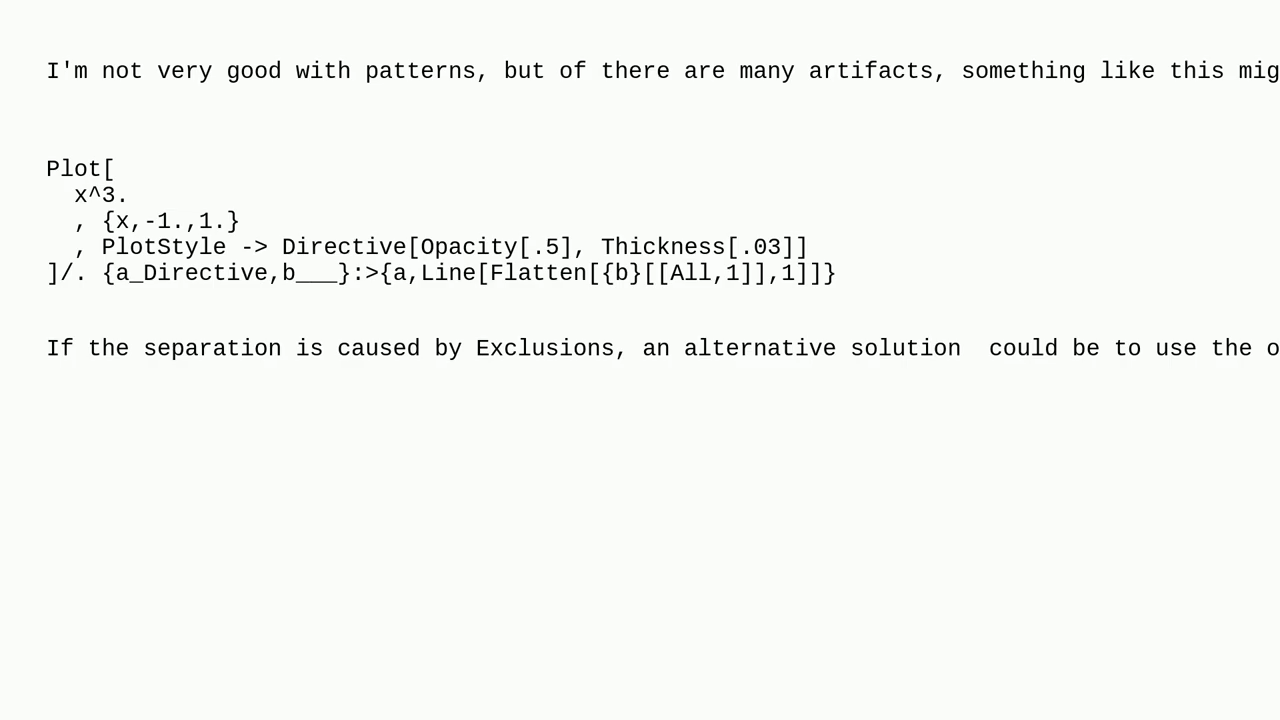 I'm not very good with patterns, but of there are many artifacts, something like this
Plot[
  x^3.
  , {x,-1.,1.}
  , PlotStyle -> Directive[Opacity[.5], Thickness[.03]]
]/. {a_Directive,b___}:>{a,Line[Flatten[{b}[[All,1]],1]]}
If the separation is caused by Exclusions, an alternative solution  could be to use the